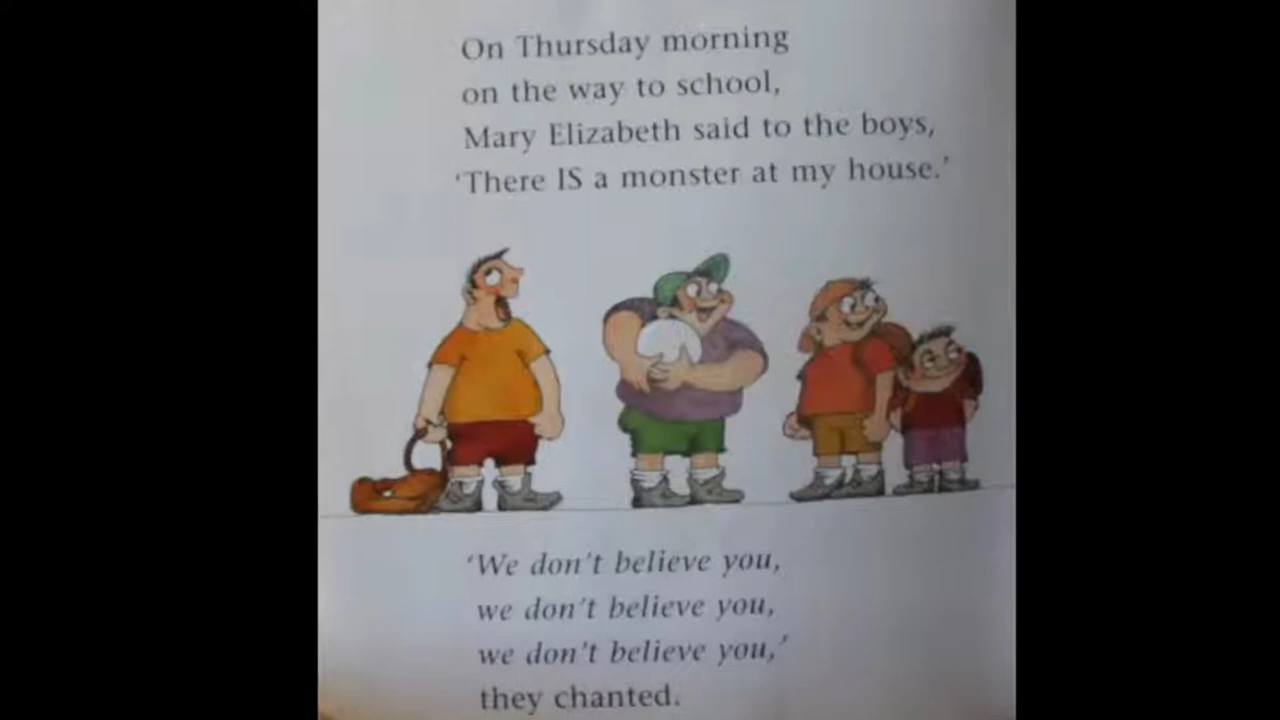 On Thursday morning
on the way to school,
Mary Elizabeth said to the boys,
‘There IS a monster at my house.’
‘We don’t believe you,
we don’t believe you,
we don’t believe you,’
they chanted.